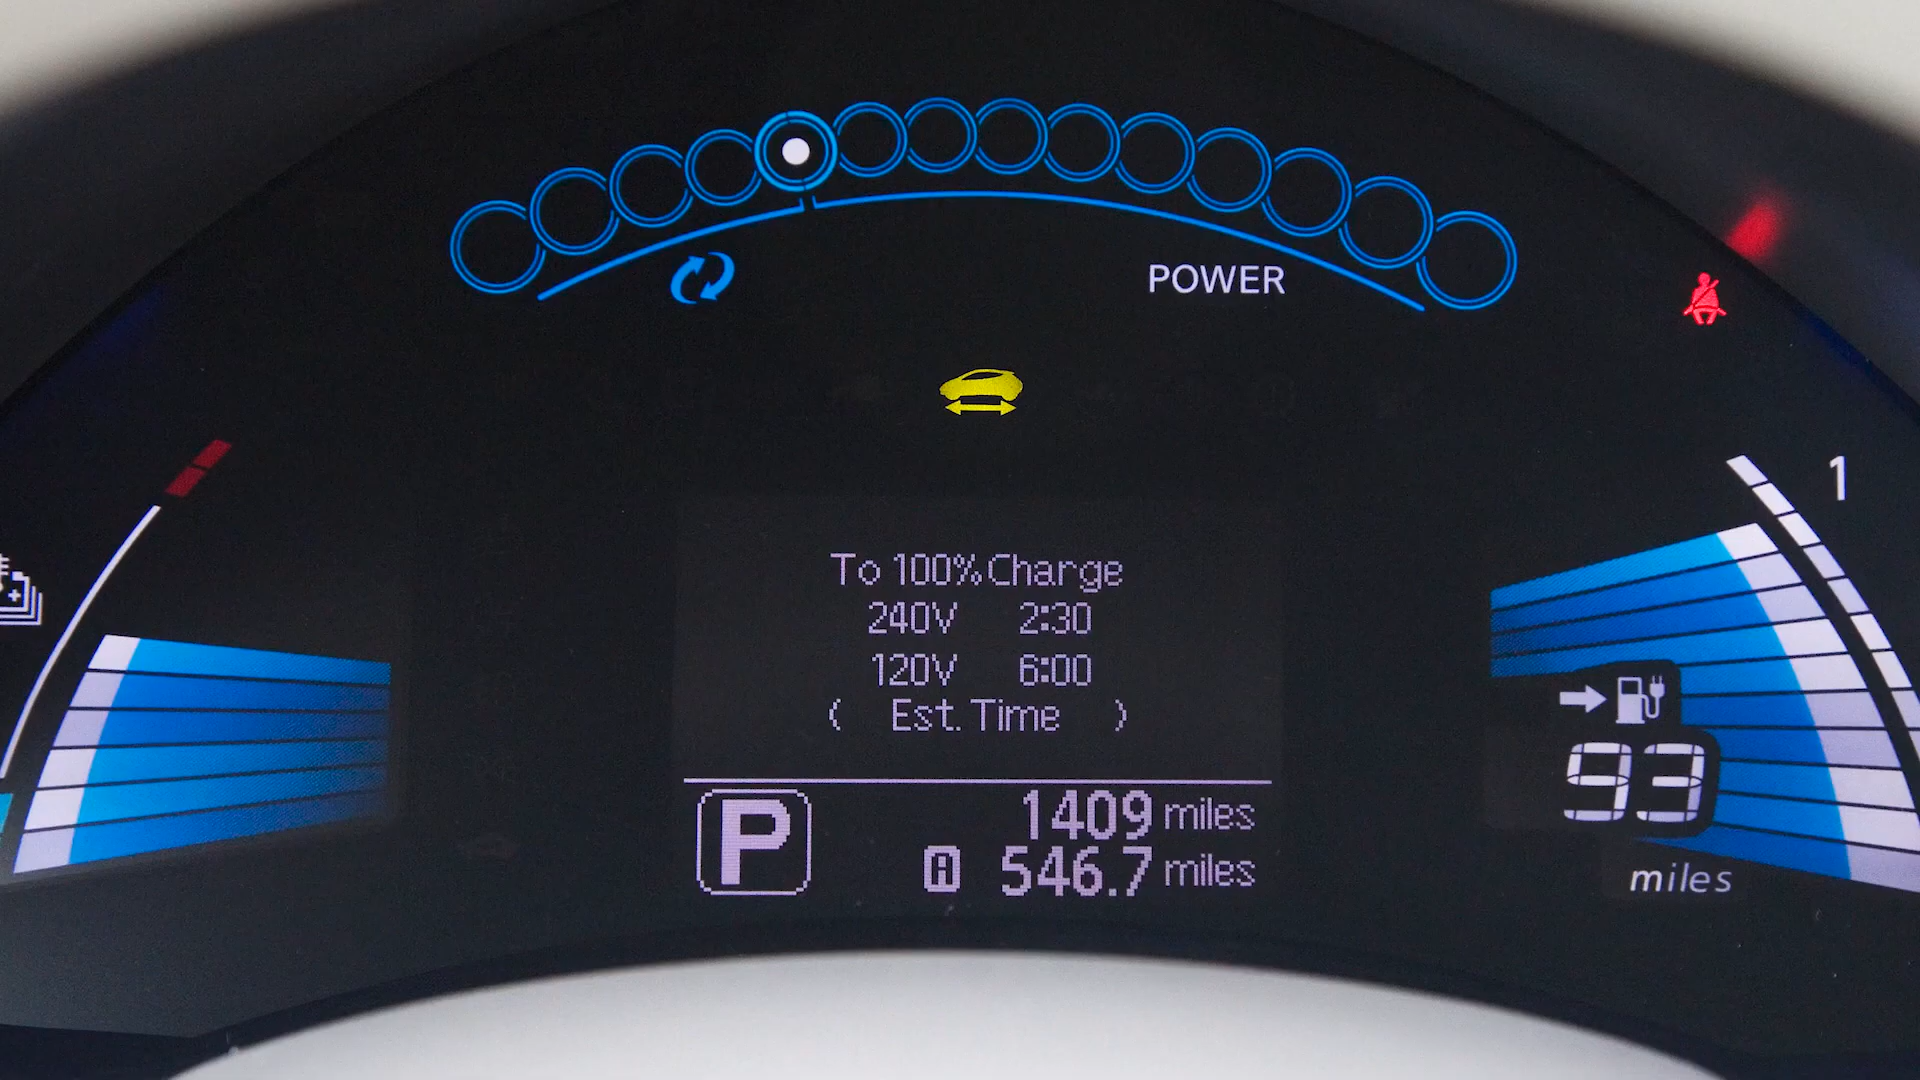 POWER
1
To 100% Change
240V 2:30
120V 6:00
( Est. Time )
93
miles
P
1409 miles
A 546.7 miles